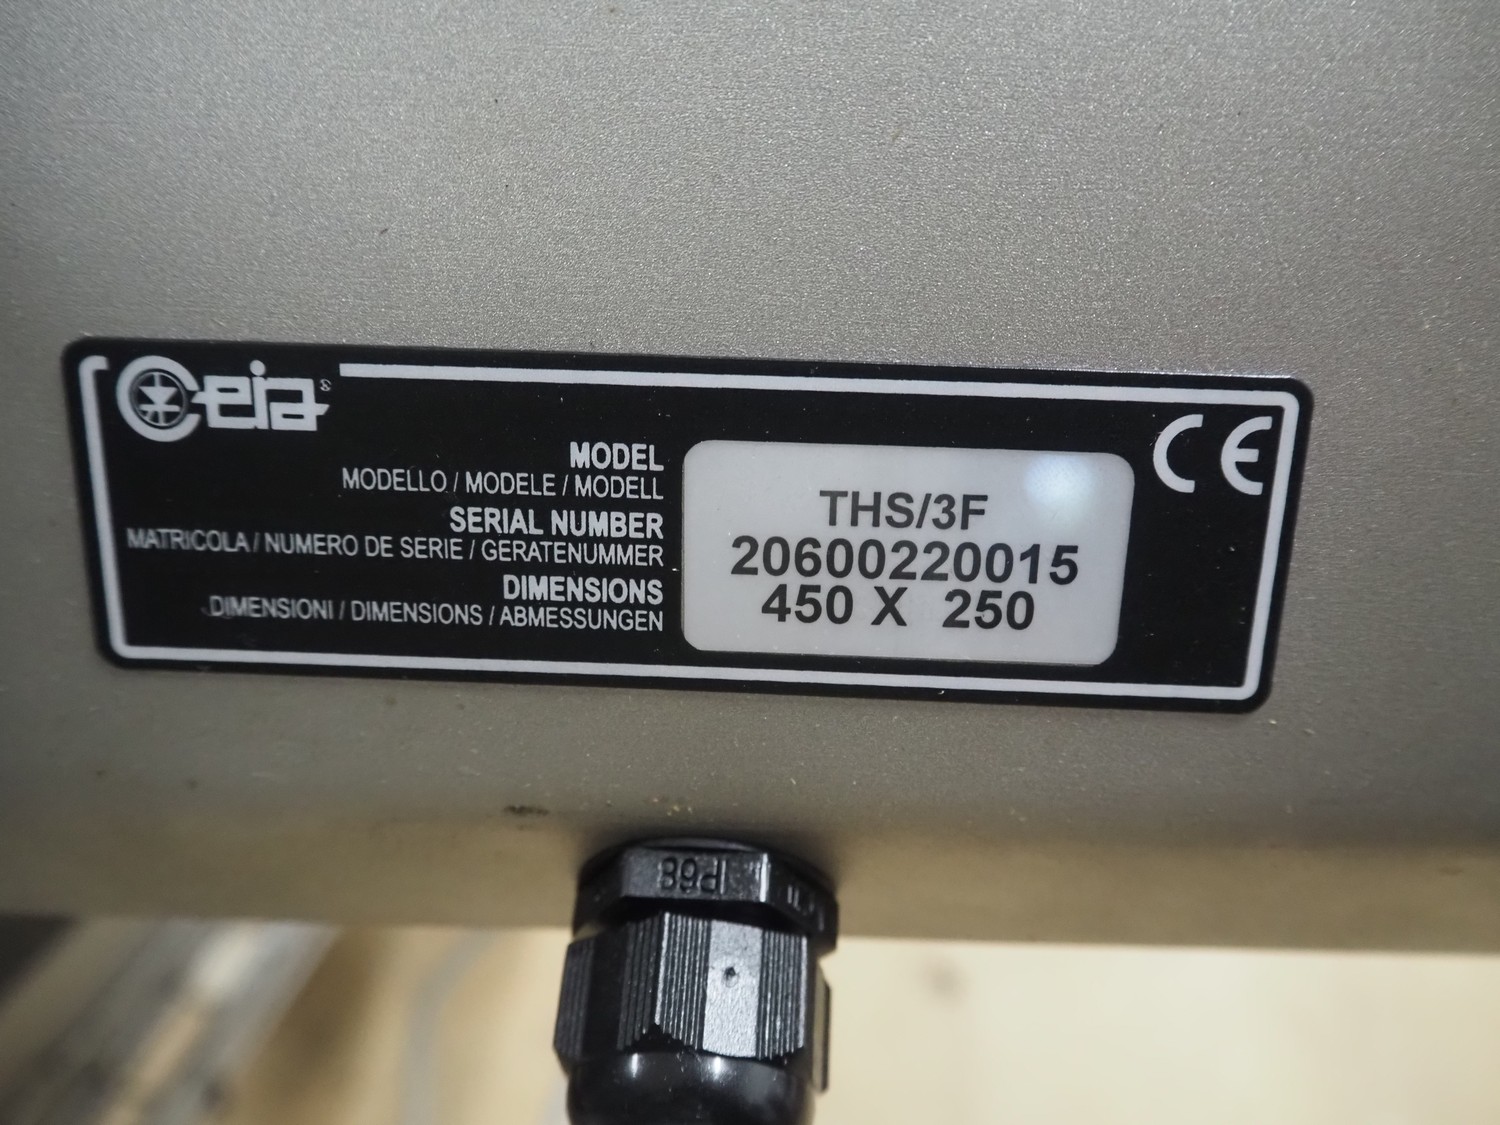 Ceia®
CE
MODEL
MODELLO / MODELE / MODELL
THS/3F
SERIAL NUMBER
MATRICOLA / NUMERO DE SERIE / GERATENUMMER
20600220015
DIMENSIONS
DIMENSIONI / DIMENSIONS / ABMESSUNGEN
450 X 250
IP68